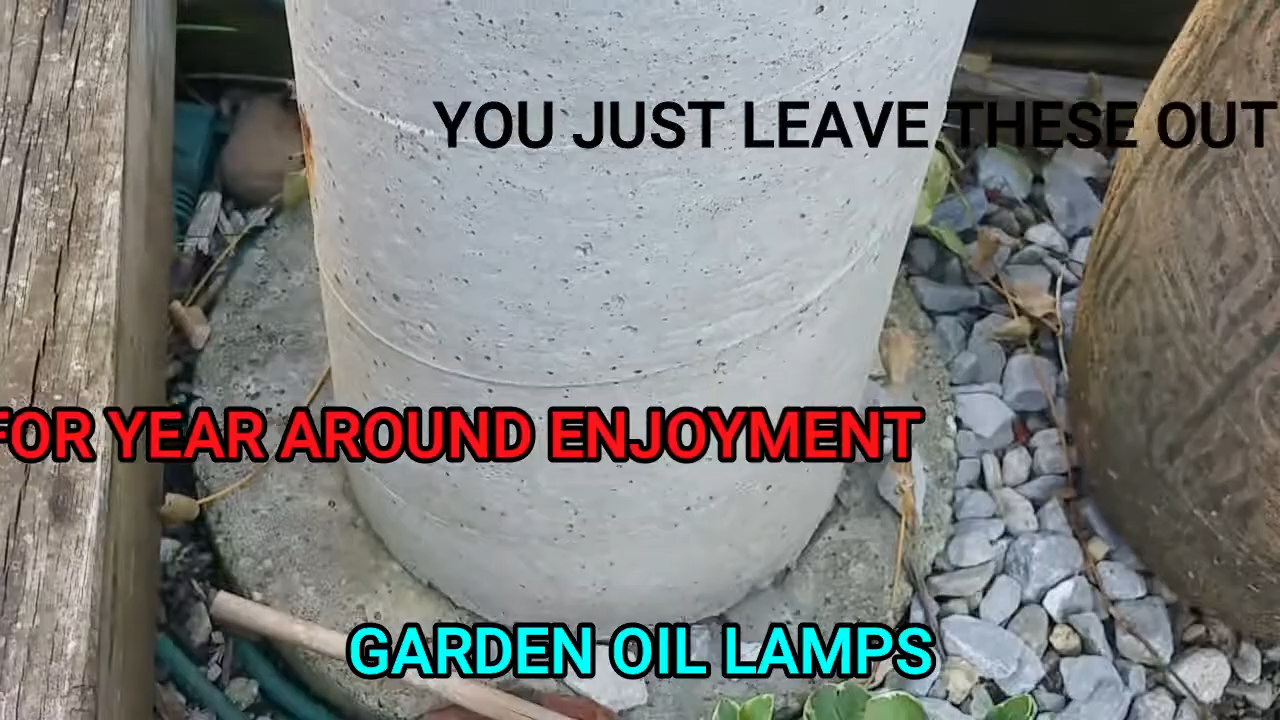 YOU JUST LEAVE THESE OUT
FOR YEAR AROUND ENJOYMENT
GARDEN OIL LAMPS